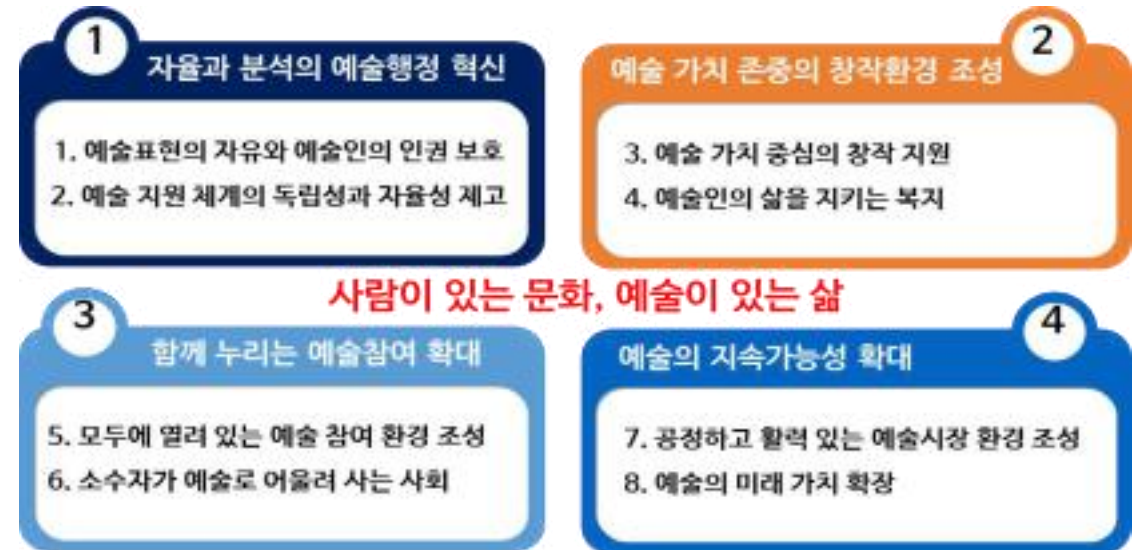 1
자율과 분석의 예술행정 혁신
1. 예술표현의 자유와 예술인의 인권 보호
2. 예술 지원 체계의 독립성과 자율성 제고
2
예술 가치 존중의 창작환경 조성
3. 예술 가치 중심의 창작 지원
4. 예술인의 삶을 지키는 복지
사람이 있는 문화, 예술이 있는 삶
3
함께 누리는 예술참여 확대
5. 모두에 열려 있는 예술 참여 환경 조성
6. 소수자가 예술로 어울려 사는 사회
4
예술의 지속가능성 확대
7. 공정하고 활력 있는 예술시장 환경 조성
8. 예술의 미래 가치 확장